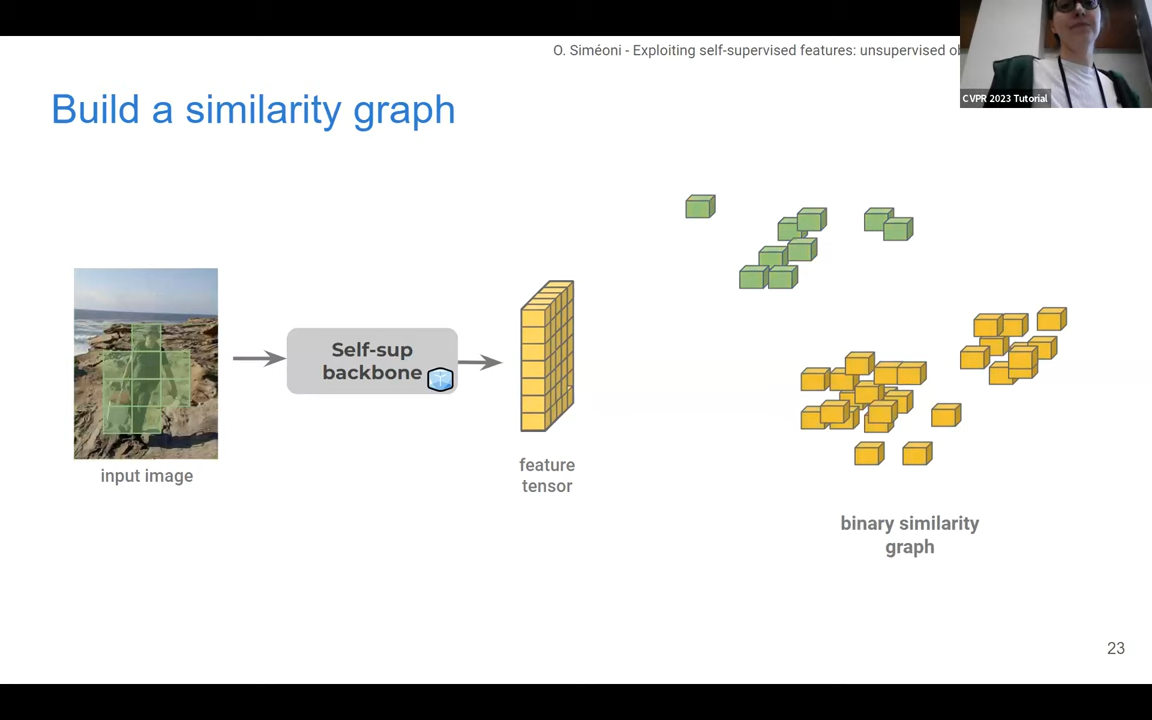 O. Siméoni - Exploiting self-supervised features: unsupervised
CVPR 2023 Tutorial
Build a similarity graph
Self-sup
backbone
input image
feature
tensor
binary similarity
graph
23